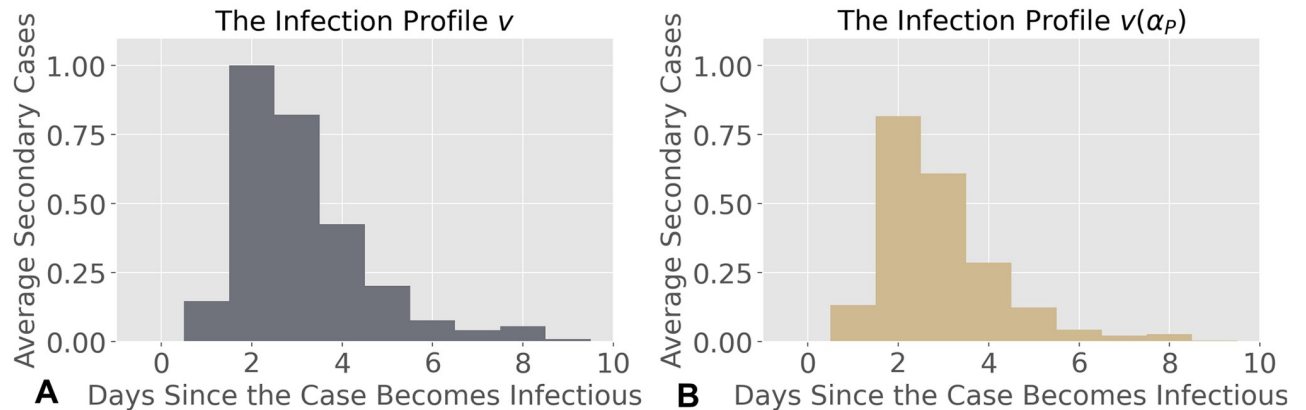 The Infection Profile v
Average Secondary Cases
1.00
0.75
0.50
0.25
0.00
0 2 4 6 8 10
A Days Since the Case Becomes Infectious
The Infection Profile v(α_P)
Average Secondary Cases
1.00
0.75
0.50
0.25
0.00
0 2 4 6 8 10
B Days Since the Case Becomes Infectious